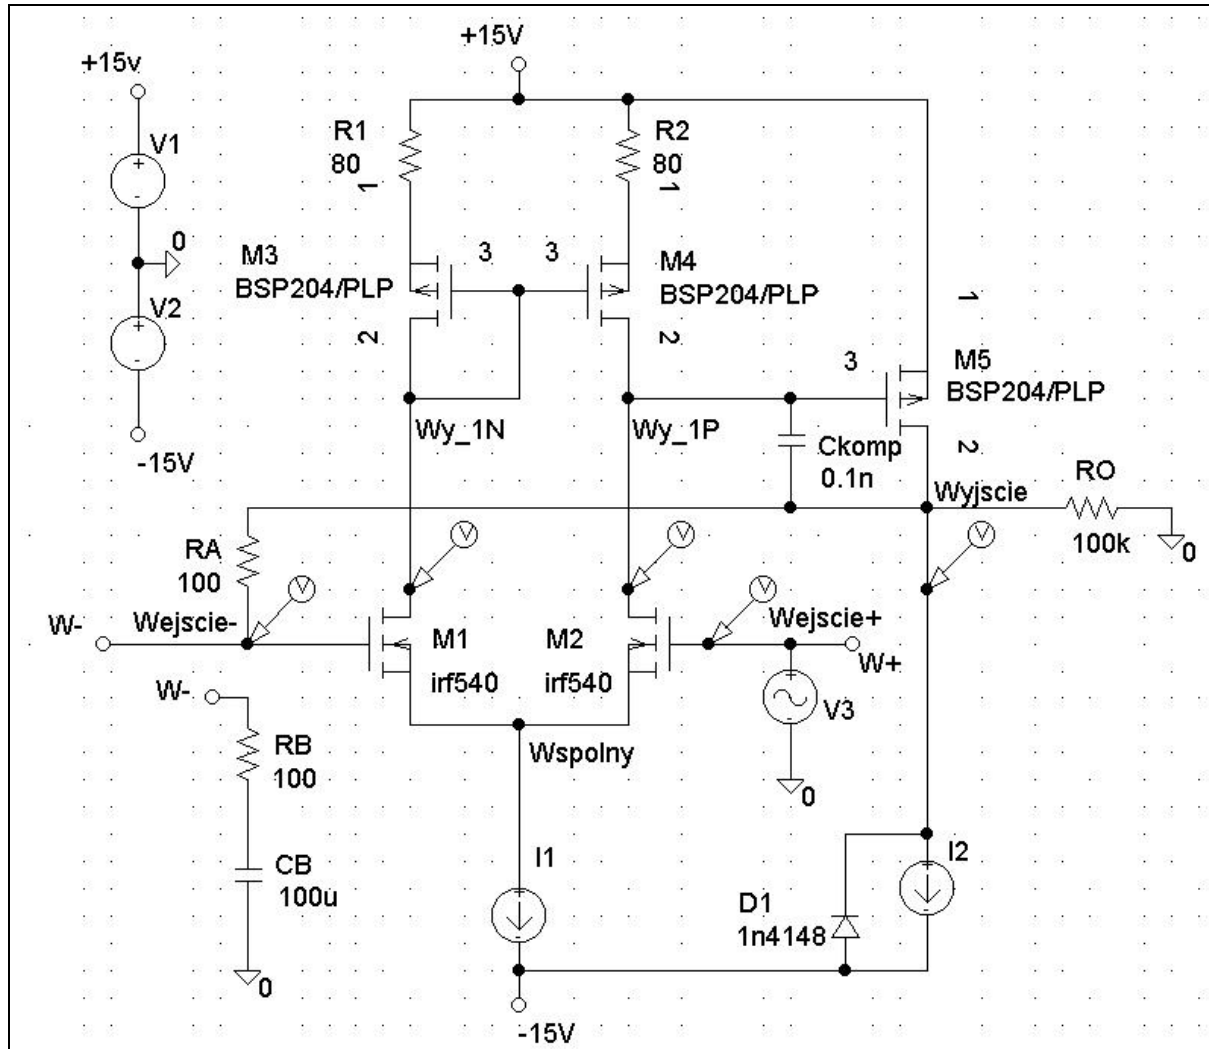 +15V
+15v
V1
R1
80
1
R2
80
1
0
M3
BSP204/PLP
3
3
M4
BSP204/PLP
V2
2
2
1
3
M5
BSP204/PLP
-15V
Wy_1N
Wy_1P
Ckomp
0.1n
2
Wyjscie
RO
100k
0
RA
100
V
V
V
V
V
W-
Wejscie-
M1
irf540
M2
irf540
Wejscie+
W+
W-
V3
RB
100
Wspolny
0
I1
I2
CB
100u
D1
1n4148
0
-15V